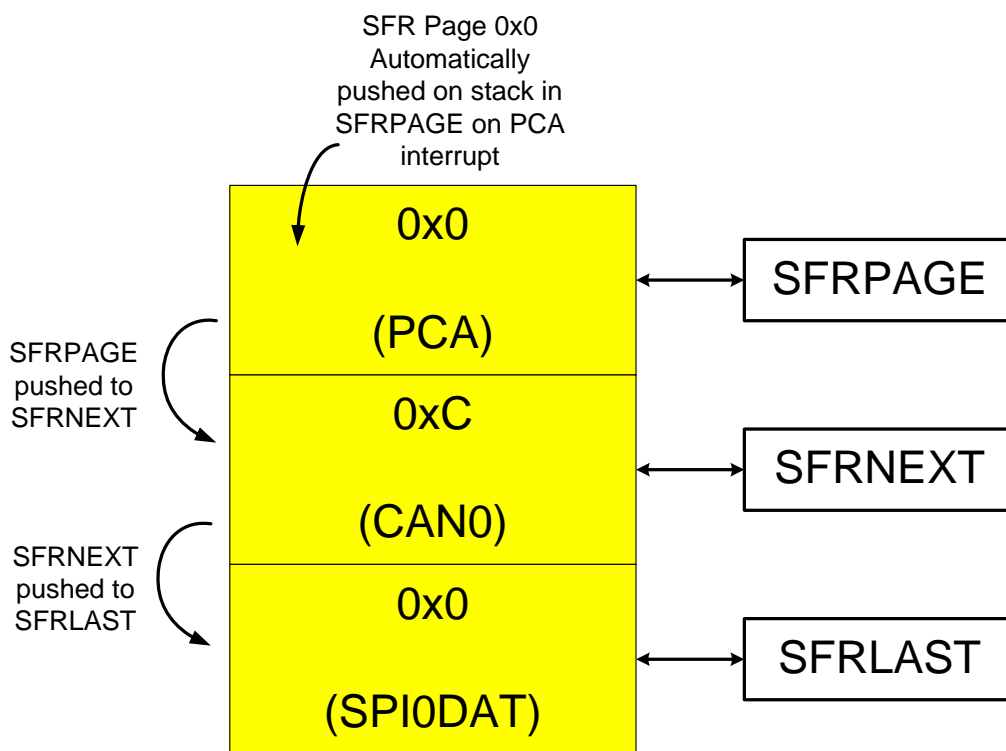 SFR Page 0x0
Automatically
pushed on stack in
SFRPAGE on PCA
interrupt
0x0
(PCA)
SFRPAGE
SFRPAGE
pushed to
SFRNEXT
0xC
(CAN0)
SFRNEXT
SFRNEXT
pushed to
SFRLAST
0x0
(SPI0DAT)
SFRLAST